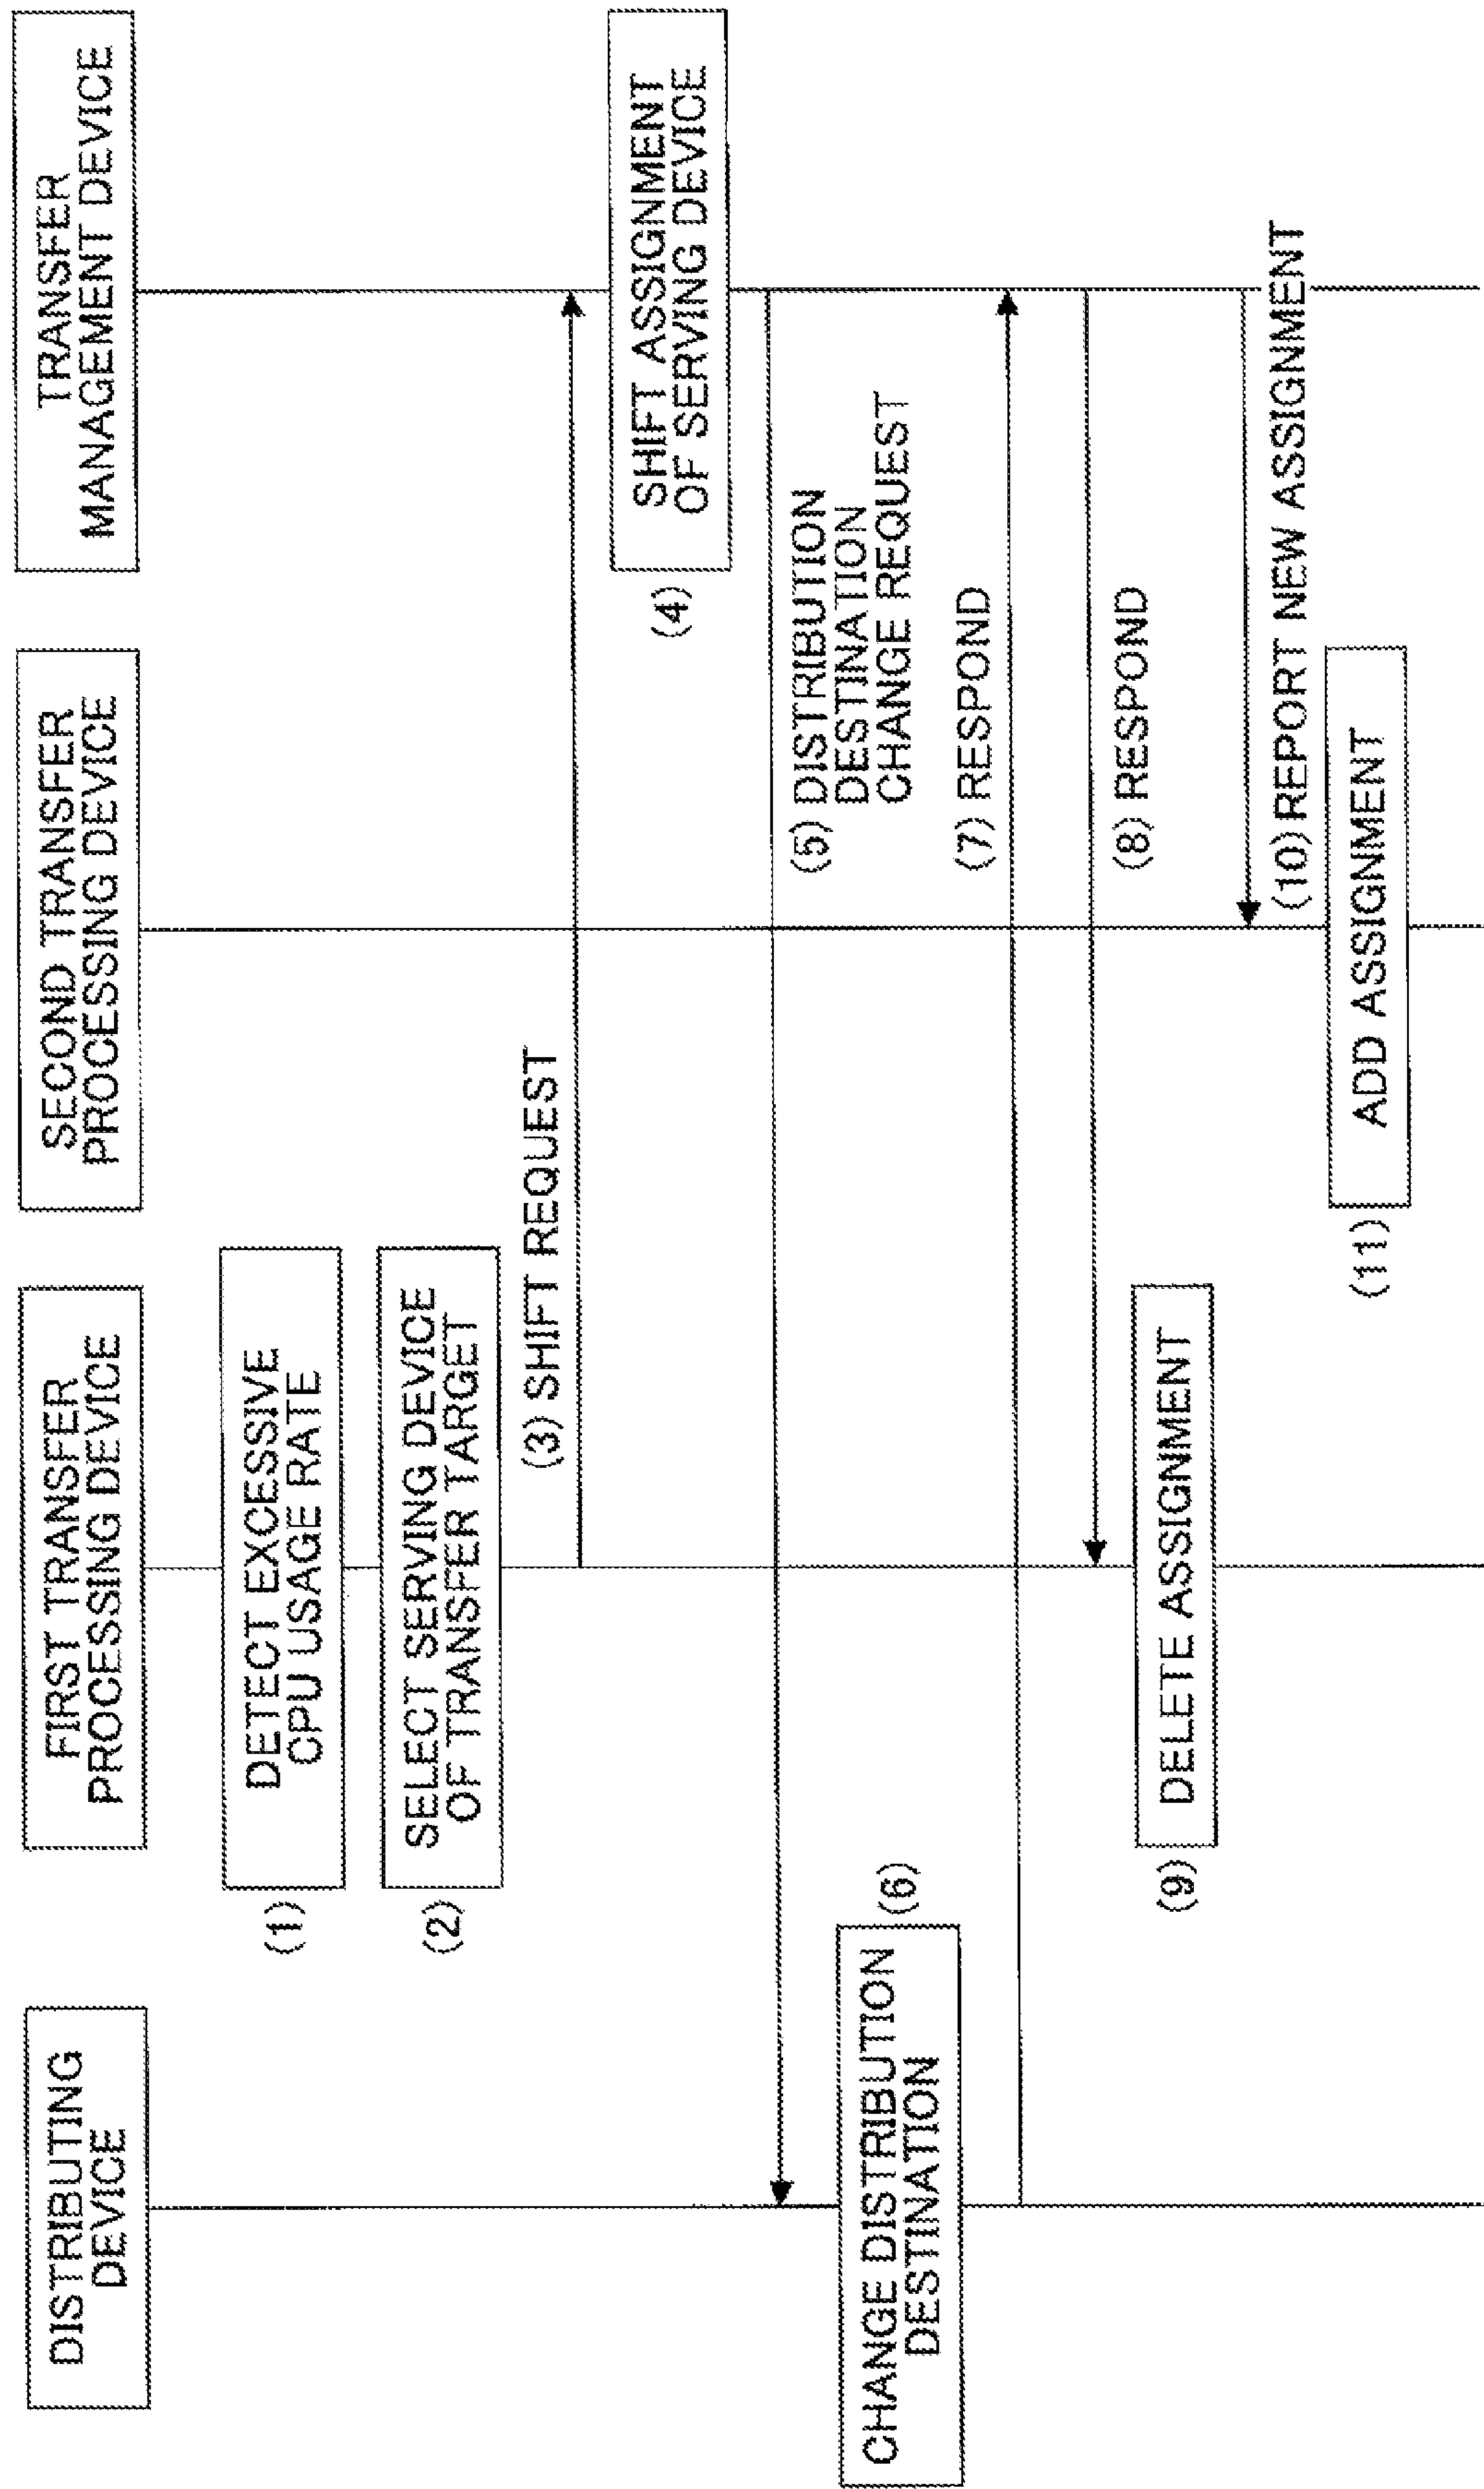 DISTRIBUTING
DEVICE
FIRST TRANSFER
PROCESSING DEVICE
SECOND TRANSFER
PROCESSING DEVICE
TRANSFER
MANAGEMENT DEVICE
(1)
DETECT EXCESSIVE
CPU USAGE RATE
(2)
SELECT SERVING DEVICE
OF TRANSFER TARGET
(3) SHIFT REQUEST
(4)
SHIFT ASSIGNMENT
OF SERVING DEVICE
(5) DISTRIBUTION
DESTINATION
CHANGE REQUEST
CHANGE DISTRIBUTION
DESTINATION
(6)
(7) RESPOND
(8) RESPOND
(9)
DELETE ASSIGNMENT
(10) REPORT NEW ASSIGNMENT
(11)
ADD ASSIGNMENT